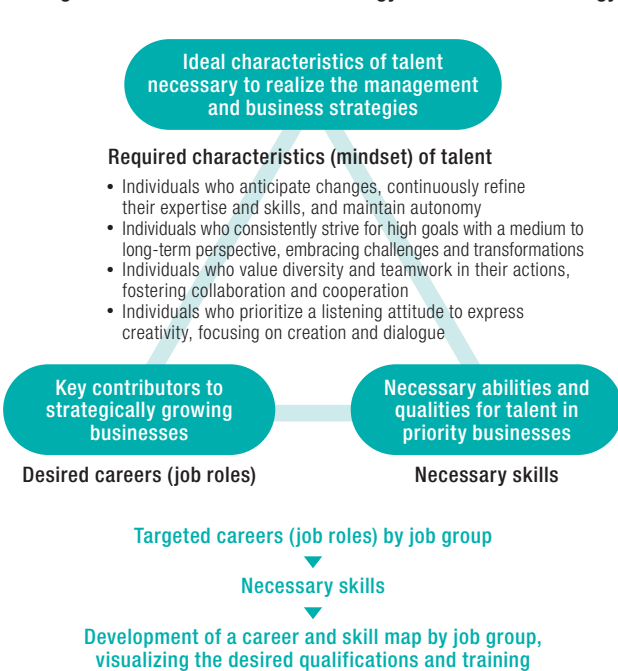 Ideal characteristics of talent
necessary to realize the management
and business strategies
Required characteristics (mindset) of talent
• Individuals who anticipate changes, continuously refine
their expertise and skills, and maintain autonomy
• Individuals who consistently strive for high goals with a medium to
long-term perspective, embracing challenges and transformations
• Individuals who value diversity and teamwork in their actions,
fostering collaboration and cooperation
• Individuals who prioritize a listening attitude to express
creativity, focusing on creation and dialogue
Key contributors to
strategically growing
businesses
Desired careers (job roles)
Necessary abilities and
qualities for talent in
priority businesses
Necessary skills
Targeted careers (job roles) by job group
Necessary skills
Development of a career and skill map by job group,
visualizing the desired qualifications and training